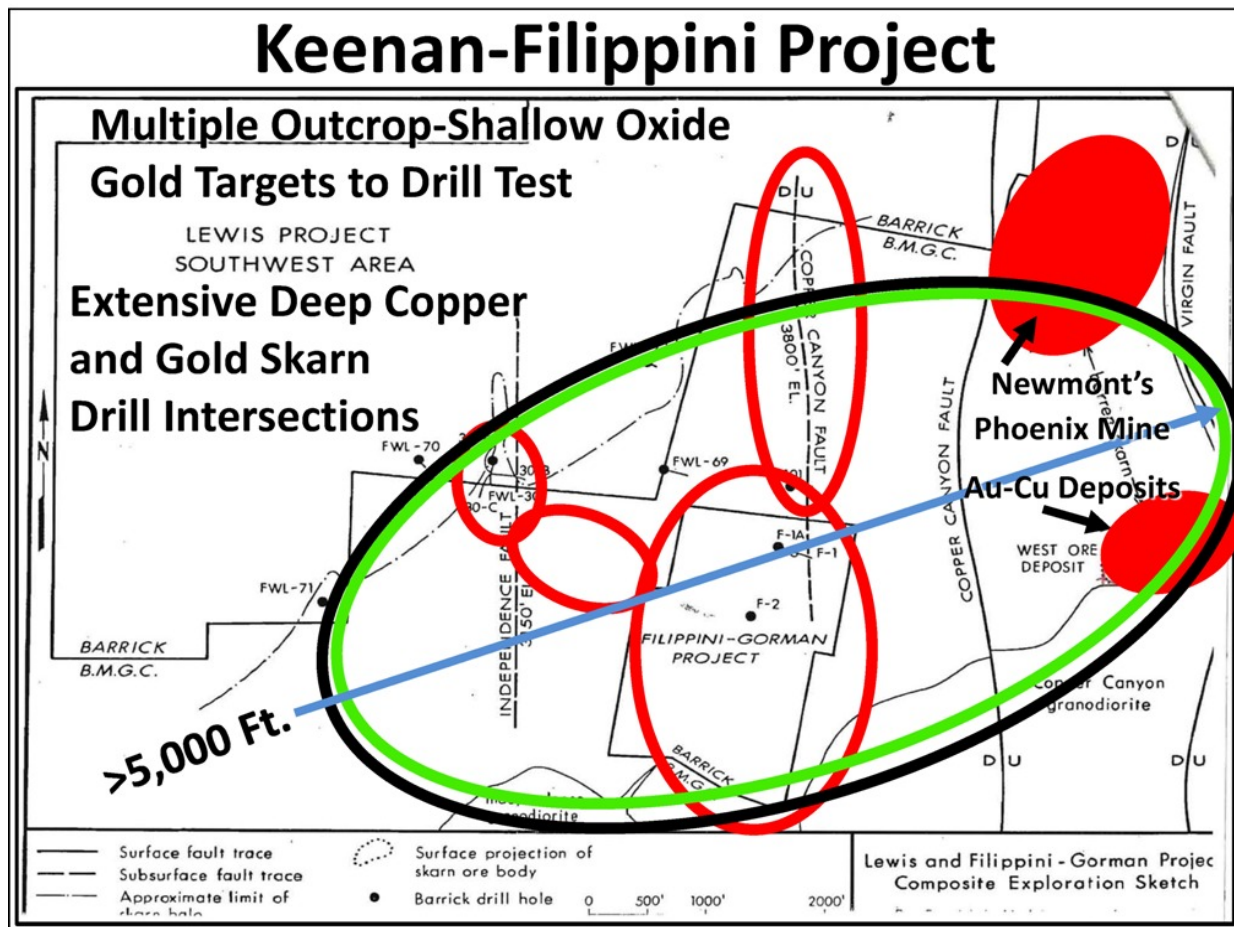 Keenan-Filippini Project
Multiple Outcrop-Shallow Oxide
Gold Targets to Drill Test
LEWIS PROJECT
SOUTHWEST AREA
Extensive Deep Copper
and Gold Skarn
Drill Intersections
N
D U
COPPER CANYON FAULT
3800' EL.
BARRICK
B.M.G.C.
D U
VIRGIN FAULT
Newmont's
Phoenix Mine
Au-Cu Deposits
WEST ORE
DEPOSIT
COPPER CANYON FAULT
FWL-70
FWL-69
FWL-30
30-C
FWL-71
INDEPENDENCE FAULT
F-1A
F-1
F-2
FILIPPINI-GORMAN
PROJECT
BARRICK
B.M.G.C.
>5,000 Ft.
BARRICK
Canyon
granodiorite
D U
D U
Surface fault trace
Subsurface fault trace
Approximate limit of
Surface projection of
skarn ore body
Barrick drill hole
0 500' 1000' 2000'
Lewis and Filippini - Gorman Projec
Composite Exploration Sketch